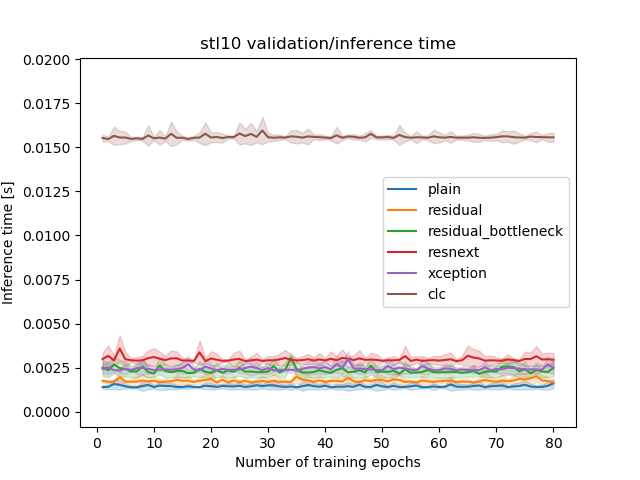 stl10 validation/inference time
Inference time [s]
0.0200
0.0175
0.0150
0.0125
0.0100
0.0075
0.0050
0.0025
0.0000
plain
residual
residual_bottleneck
resnext
xception
clc
0 10 20 30 40 50 60 70 80
Number of training epochs